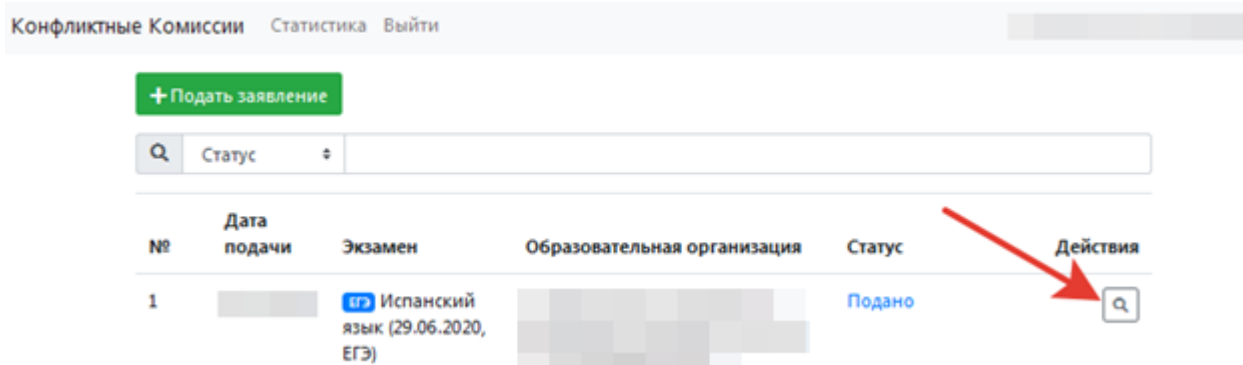 Конфликтные Комиссии Статистика Выйти
+ Подать заявление
Статус
№ Дата подачи Экзамен Образовательная организация Статус Действия
1 ЕГЭ Испанский Подано
язык (29.06.2020,
ЕГЭ)